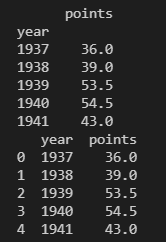 points
year
1937 36.0
1938 39.0
1939 53.5
1940 54.5
1941 43.0
year points
0 1937 36.0
1 1938 39.0
2 1939 53.5
3 1940 54.5
4 1941 43.0